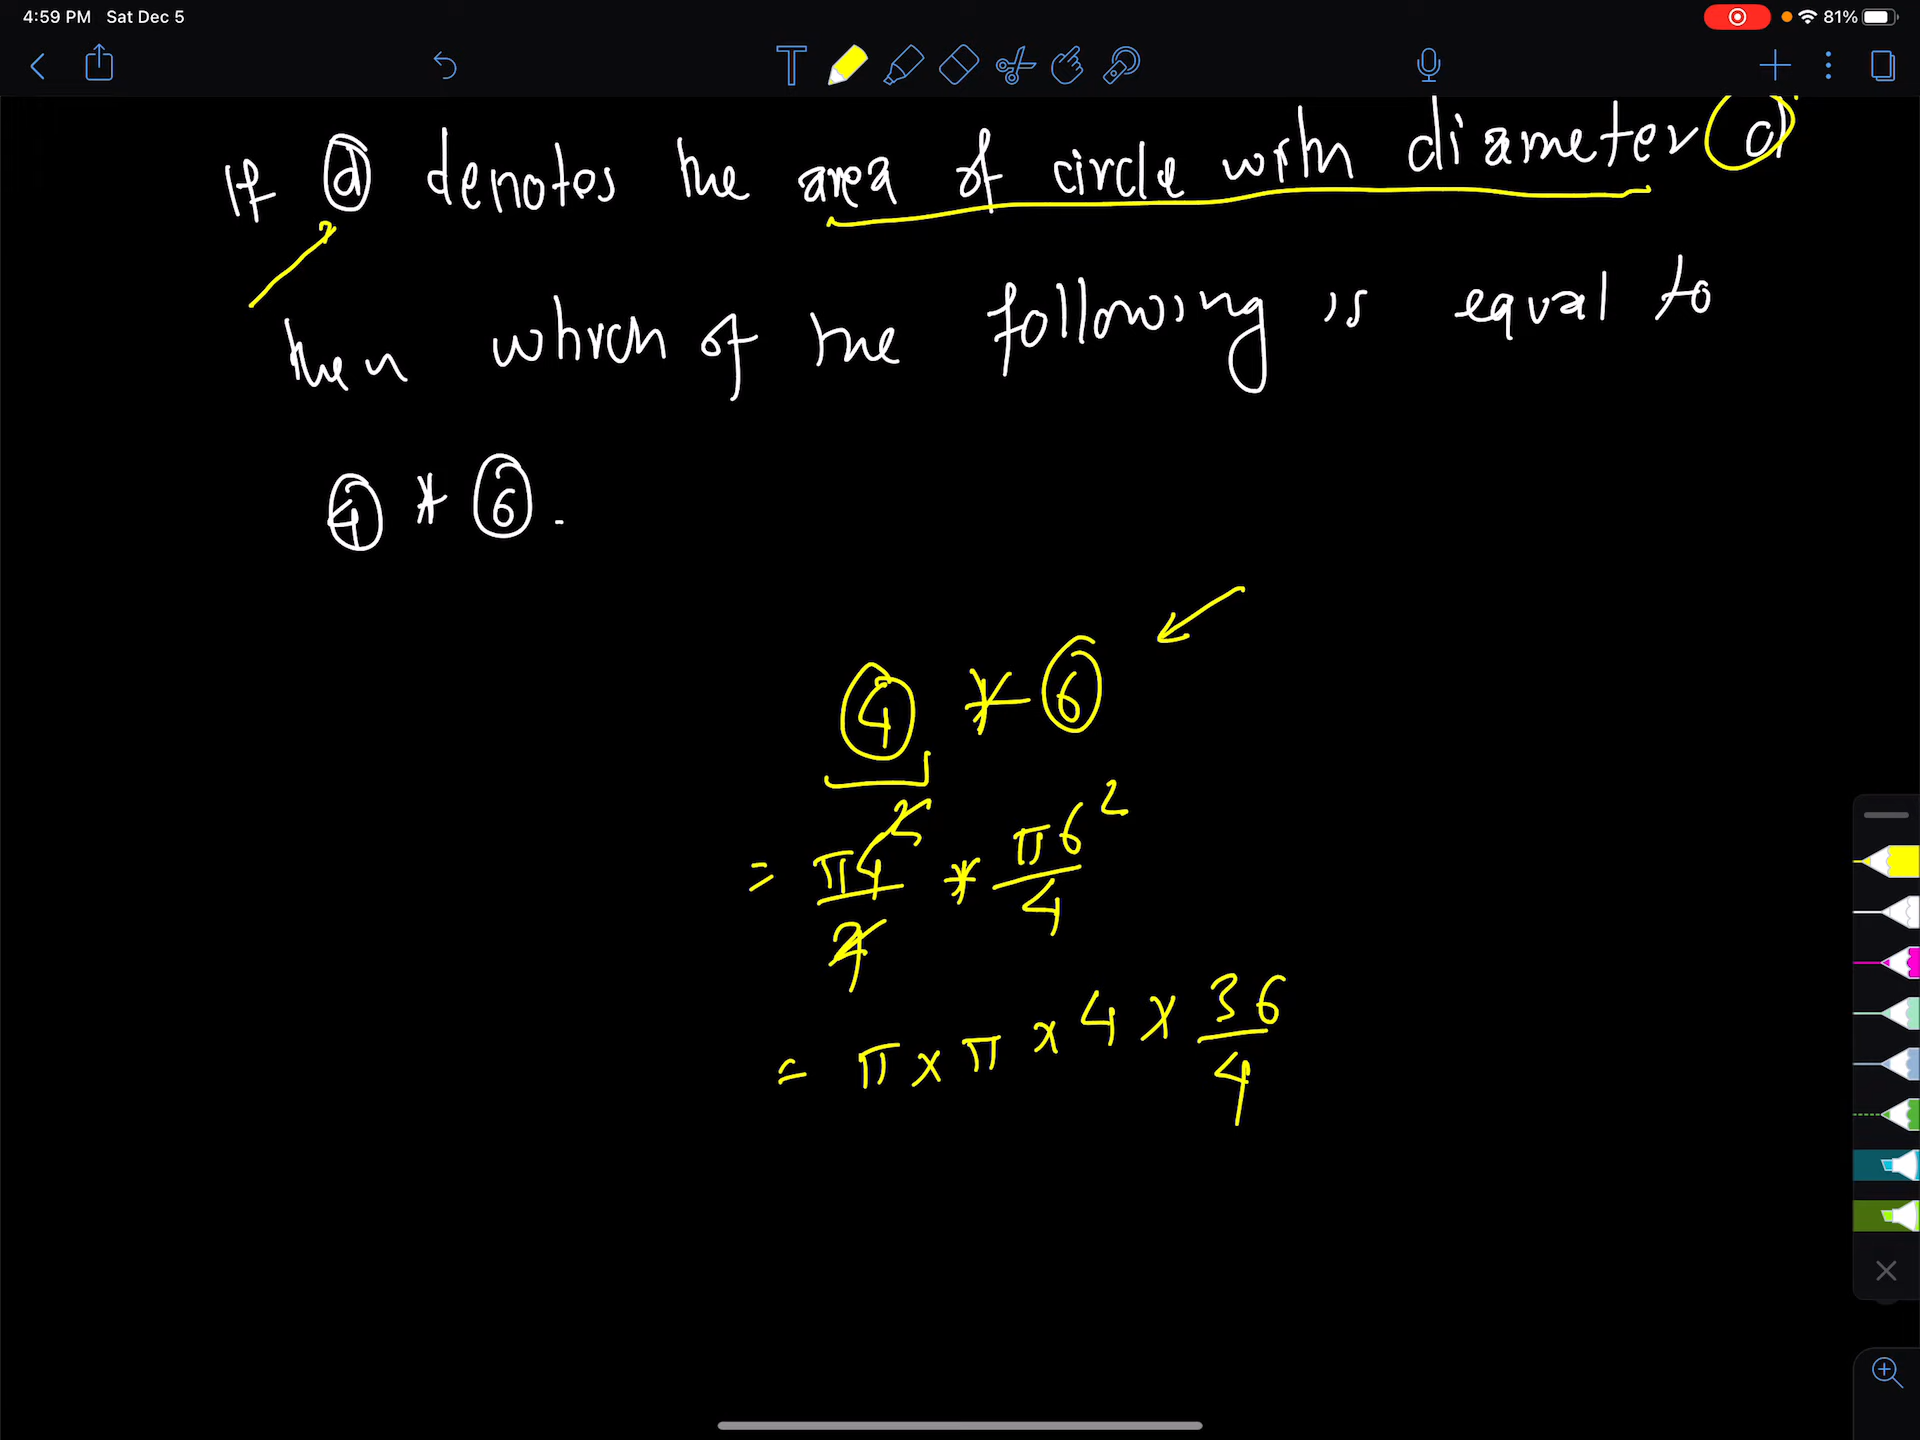 4:59 PM Sat Dec 5
81%
T
If ⓓ denotes the area of circle with diameter d
then which of the following is equal to
④ * ⑥.
④ * ⑥
= π4²/4 * π6²/4
= π x π x 4 x 36/4